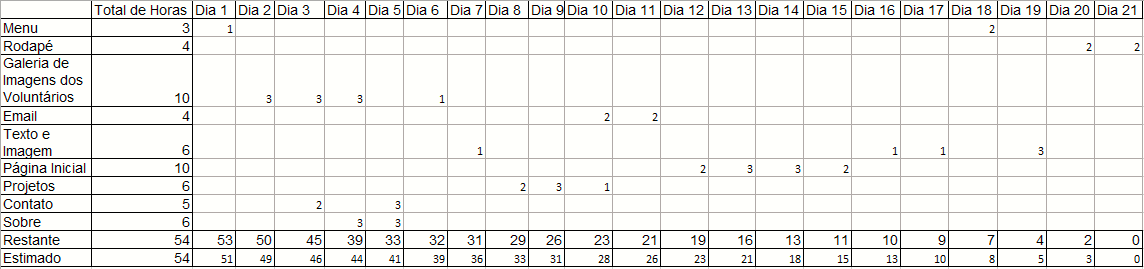 Total de Horas Dia 1 Dia 2 Dia 3 Dia 4 Dia 5 Dia 6 Dia 7 Dia 8 Dia 9 Dia 10 Dia 11 Dia 12 Dia 13 Dia 14 Dia 15 Dia 16 Dia 17 Dia 18 Dia 19 Dia 20 Dia 21
Menu 3 1 2
Rodapé 4 2 2
Galeria de
Imagens dos
Voluntários 10 3 3 3 1
Email 4 2 2
Texto e
Imagem 6 1 1 1 3
Página Inicial 10 2 3 3 2
Projetos 6 2 3 1
Contato 5 2 3
Sobre 6 3 3
Restante 54 53 50 45 39 33 32 31 29 26 23 21 19 16 13 11 10 9 7 4 2 0
Estimado 54 51 49 46 44 41 39 36 33 31 28 26 23 21 18 15 13 10 8 5 3 0